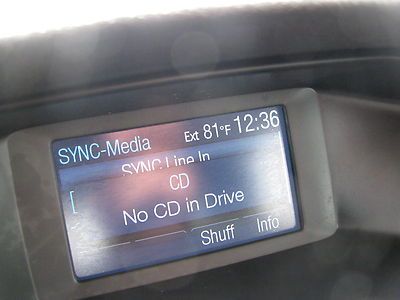 SYNC-Media Ext 81°F 12:36
SYNC Line In
CD
No CD in Drive
Shuff Info